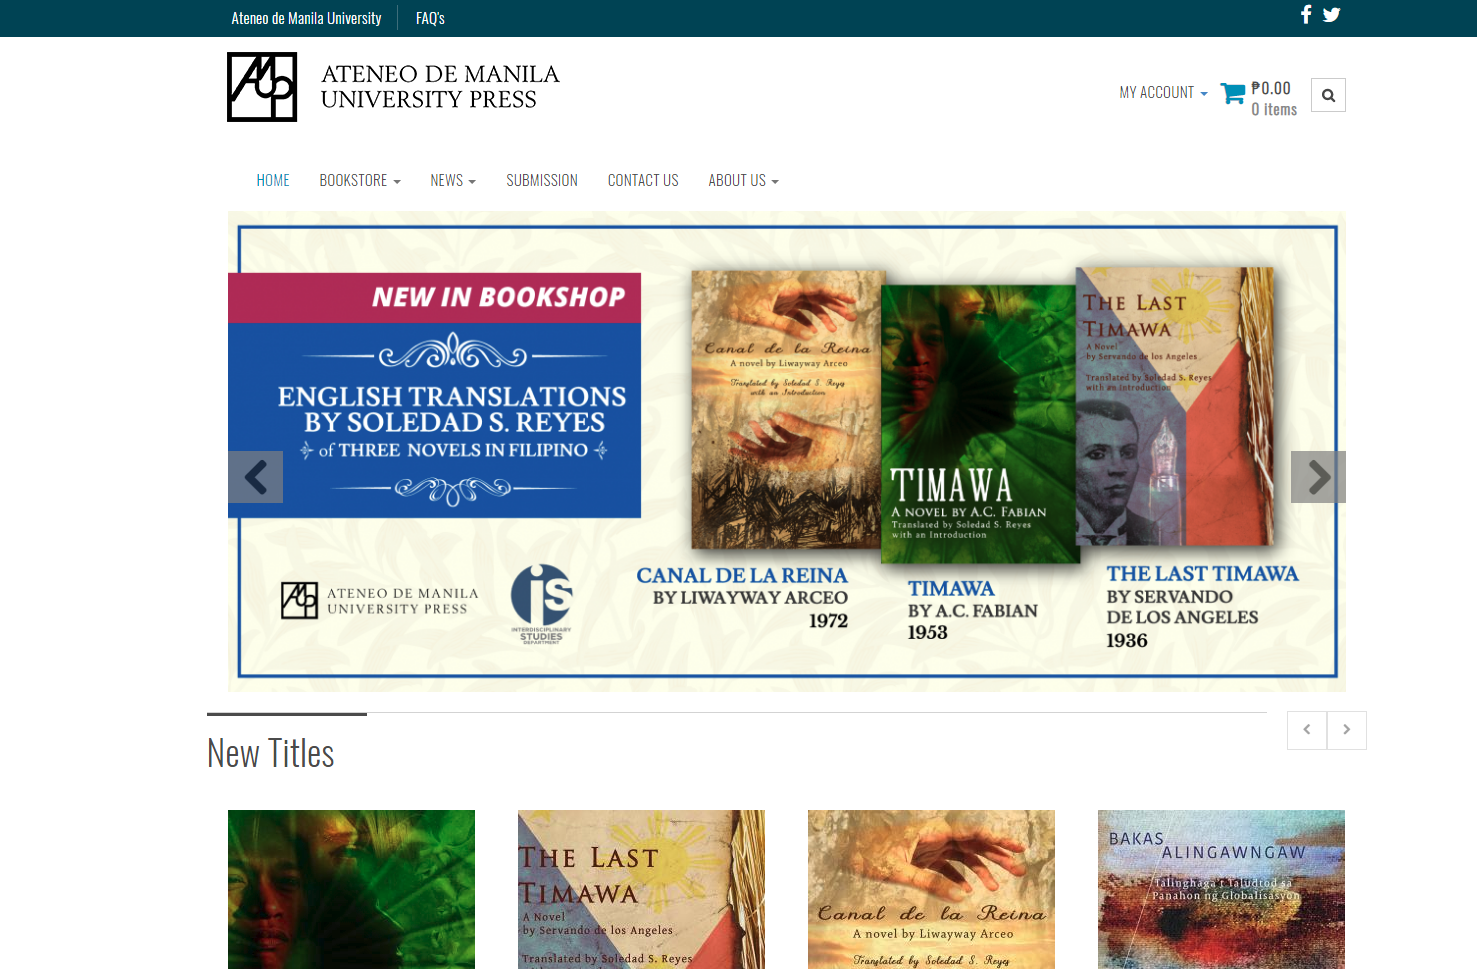 Ateneo de Manila University
FAQ's
ATENEO DE MANILA
UNIVERSITY PRESS
MY ACCOUNT
₱0.00
0 items
HOME
BOOKSTORE
NEWS
SUBMISSION
CONTACT US
ABOUT US
NEW IN BOOKSHOP
ENGLISH TRANSLATIONS
BY SOLEDAD S. REYES
of THREE NOVELS IN FILIPINO
Canal de la Reina
A novel by Liwayway Arceo
Translated by Soledad S. Reyes
with an Introduction
TIMAWA
A NOVEL BY A.C. FABIAN
Translated by Soledad S. Reyes
with an Introduction
THE LAST
TIMAWA
A Novel
by Servando de los Angeles
Translated by Soledad S. Reyes
with an introduction
ATENEO DE MANILA
UNIVERSITY PRESS
is
INTERDISCIPLINARY
STUDIES
DEPARTMENT
CANAL DE LA REINA
BY LIWAYWAY ARCEO
1972
TIMAWA
BY A.C. FABIAN
1953
THE LAST TIMAWA
BY SERVANDO
DE LOS ANGELES
1936
New Titles
THE LAST
TIMAWA
A Novel
by Servando de los Angeles
Translated by Soledad S. Reyes
Canal de la Reina
A novel by Liwayway Arceo
Translated by Soledad S. Reyes
BAKAS
ALINGAWNGAW
Talinghaga't Taludtod sa
Panahon ng Globalisasyon